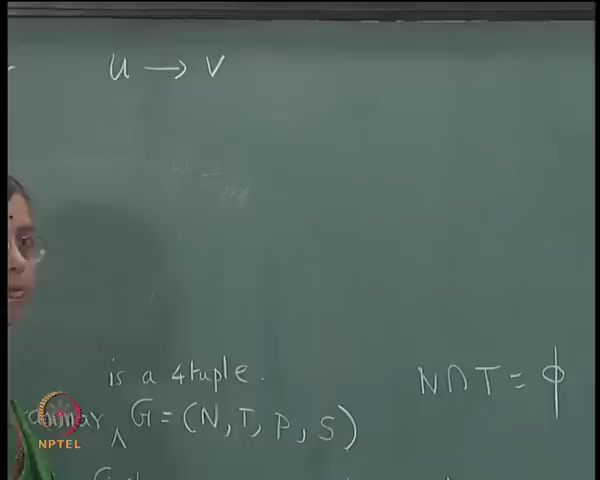 u → v
is a 4tuple.
G = (N, T, P, S)
N ∩ T = ϕ
NPTEL